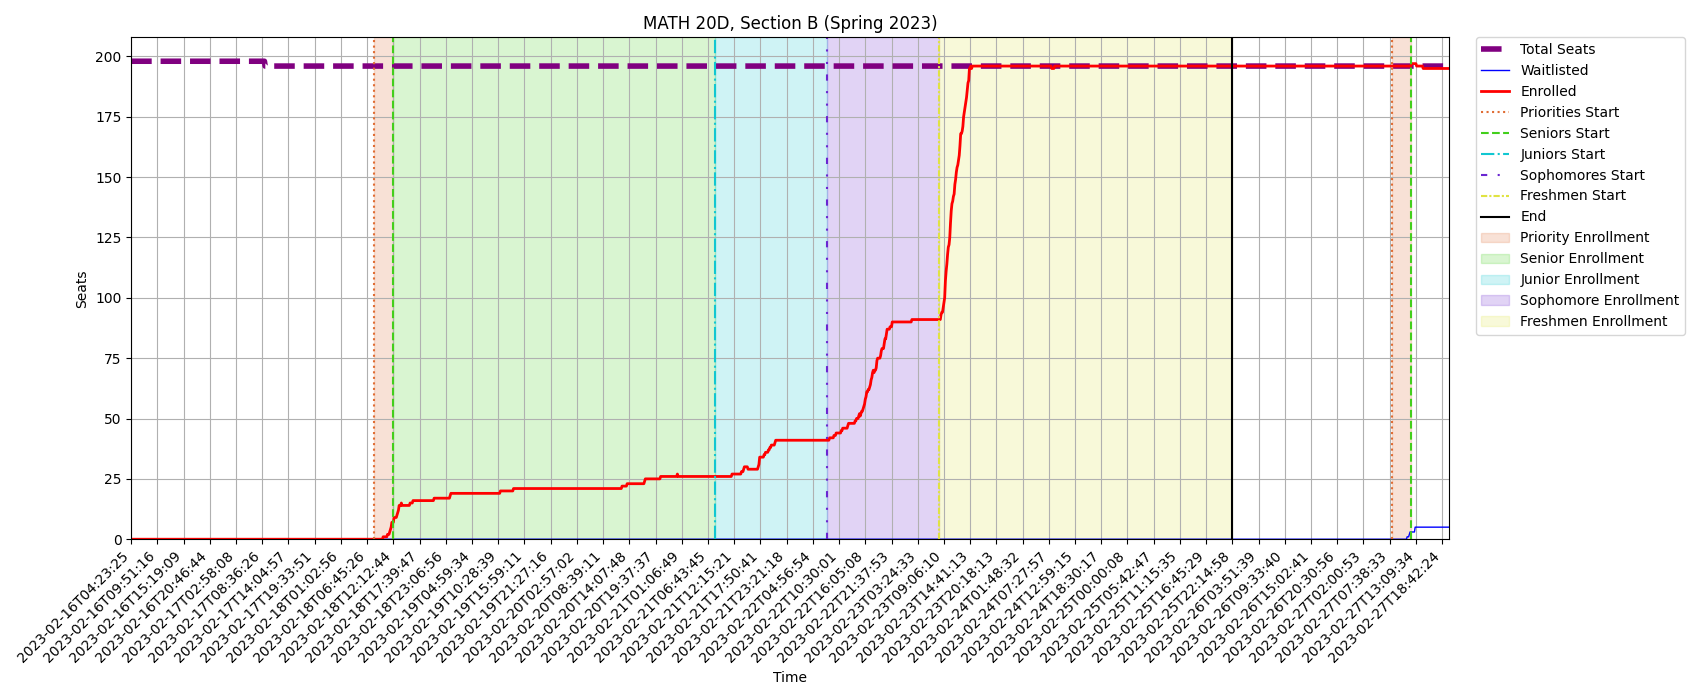 MATH 20D, Section B (Spring 2023)
Seats
200
175
150
125
100
75
50
25
0
2023-02-16T04:23:25
2023-02-16T09:51:16
2023-02-16T15:19:09
2023-02-16T20:46:44
2023-02-17T02:58:08
2023-02-17T08:36:26
2023-02-17T14:04:57
2023-02-17T19:33:51
2023-02-18T01:02:56
2023-02-18T06:45:26
2023-02-18T12:12:44
2023-02-18T17:39:47
2023-02-18T23:06:56
2023-02-19T04:59:34
2023-02-19T10:28:39
2023-02-19T15:59:11
2023-02-19T21:27:16
2023-02-20T02:57:02
2023-02-20T08:39:11
2023-02-20T14:07:48
2023-02-20T19:37:37
2023-02-21T01:06:49
2023-02-21T06:43:45
2023-02-21T12:15:21
2023-02-21T17:50:41
2023-02-21T23:21:18
2023-02-22T04:56:54
2023-02-22T10:30:01
2023-02-22T16:05:08
2023-02-22T21:37:53
2023-02-23T03:24:33
2023-02-23T09:06:10
2023-02-23T14:41:13
2023-02-23T20:18:13
2023-02-24T01:48:32
2023-02-24T07:27:57
2023-02-24T12:59:15
2023-02-24T18:30:17
2023-02-25T00:00:08
2023-02-25T05:42:47
2023-02-25T11:15:35
2023-02-25T16:45:29
2023-02-25T22:14:58
2023-02-26T03:51:39
2023-02-26T09:33:40
2023-02-26T15:02:41
2023-02-26T20:30:56
2023-02-27T02:00:53
2023-02-27T07:38:33
2023-02-27T13:09:34
2023-02-27T18:42:24
Time
Total Seats
Waitlisted
Enrolled
Priorities Start
Seniors Start
Juniors Start
Sophomores Start
Freshmen Start
End
Priority Enrollment
Senior Enrollment
Junior Enrollment
Sophomore Enrollment
Freshmen Enrollment